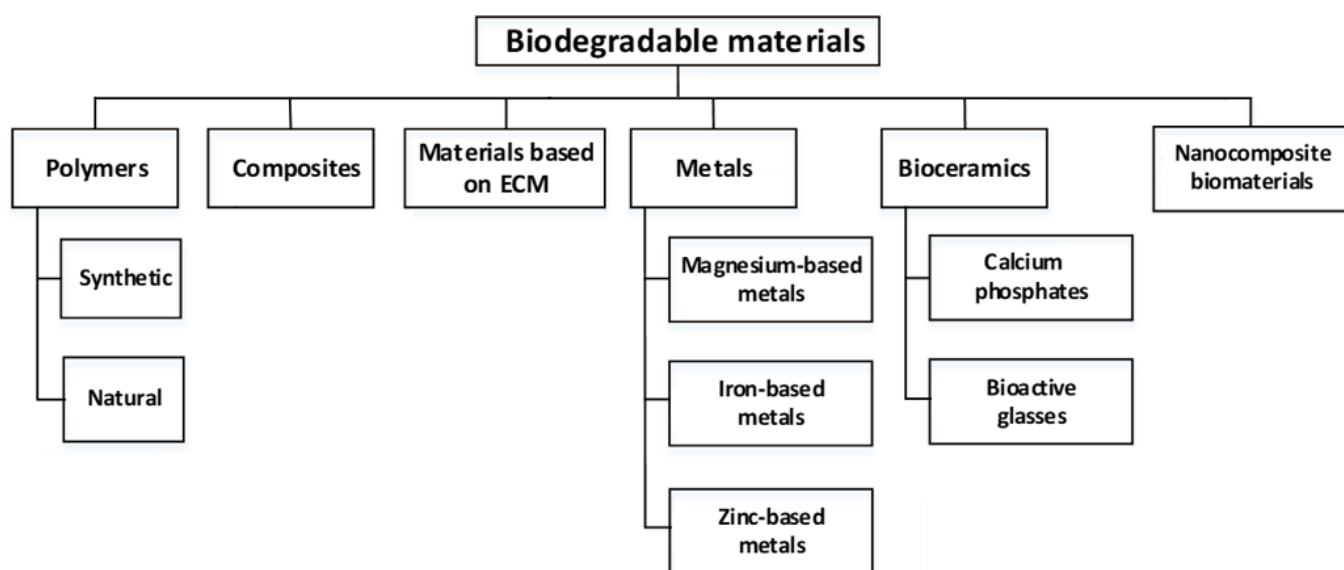 Biodegradable materials
Polymers
Composites
Materials based
on ECM
Metals
Bioceramics
Nanocomposite
biomaterials
Synthetic
Natural
Magnesium-based
metals
Iron-based
metals
Zinc-based
metals
Calcium
phosphates
Bioactive
glasses